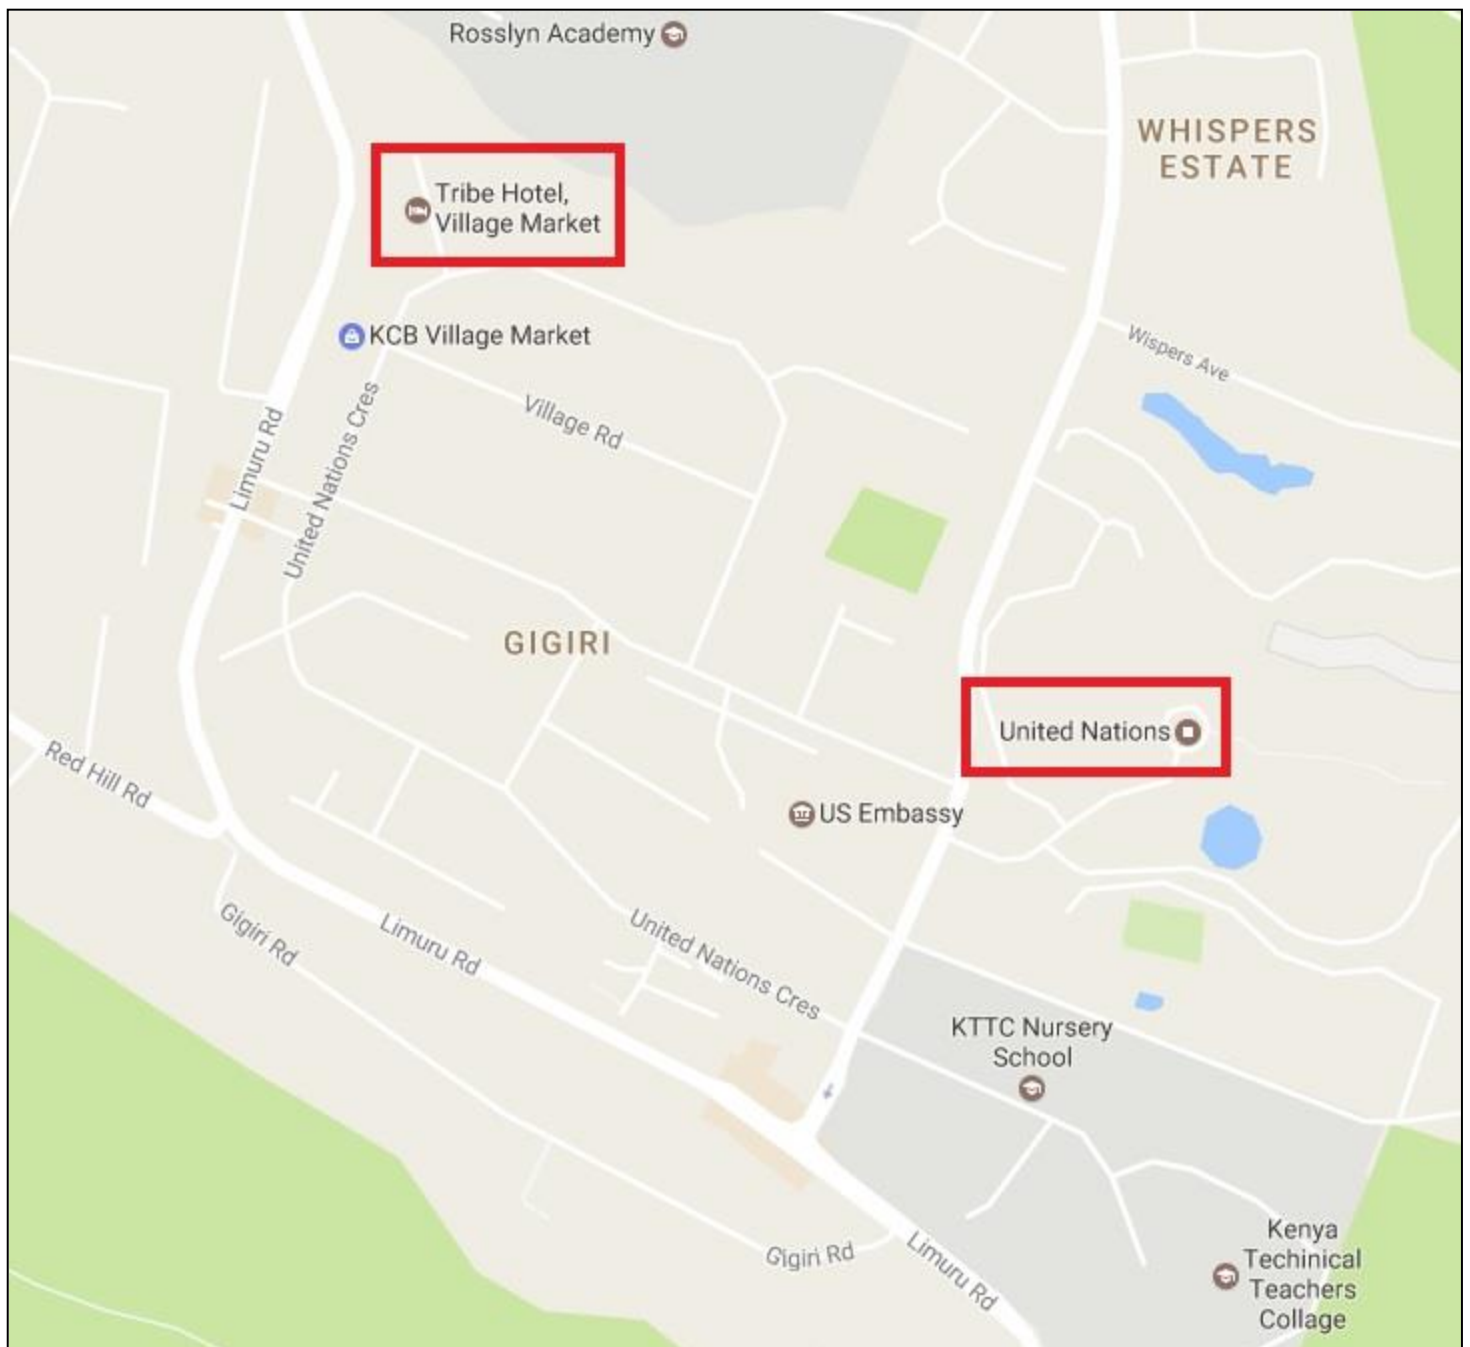 Rosslyn Academy
WHISPERS
ESTATE
Tribe Hotel,
Village Market
KCB Village Market
Wispers Ave
United Nations Cres
Village Rd
Limuru Rd
GIGIRI
United Nations
Red Hill Rd
US Embassy
Gigiri Rd
Limuru Rd
United Nations Cres
KTTC Nursery
School
Gigiri Rd
Limuru Rd
Kenya
Techinical
Teachers
Collage